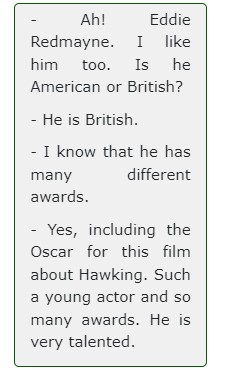 - Ah! Eddie
Redmayne. I like
him too. Is he
American or British?
- He is British.
- I know that he has
many different
awards.
- Yes, including the
Oscar for this film
about Hawking. Such
a young actor and so
many awards. He is
very talented.